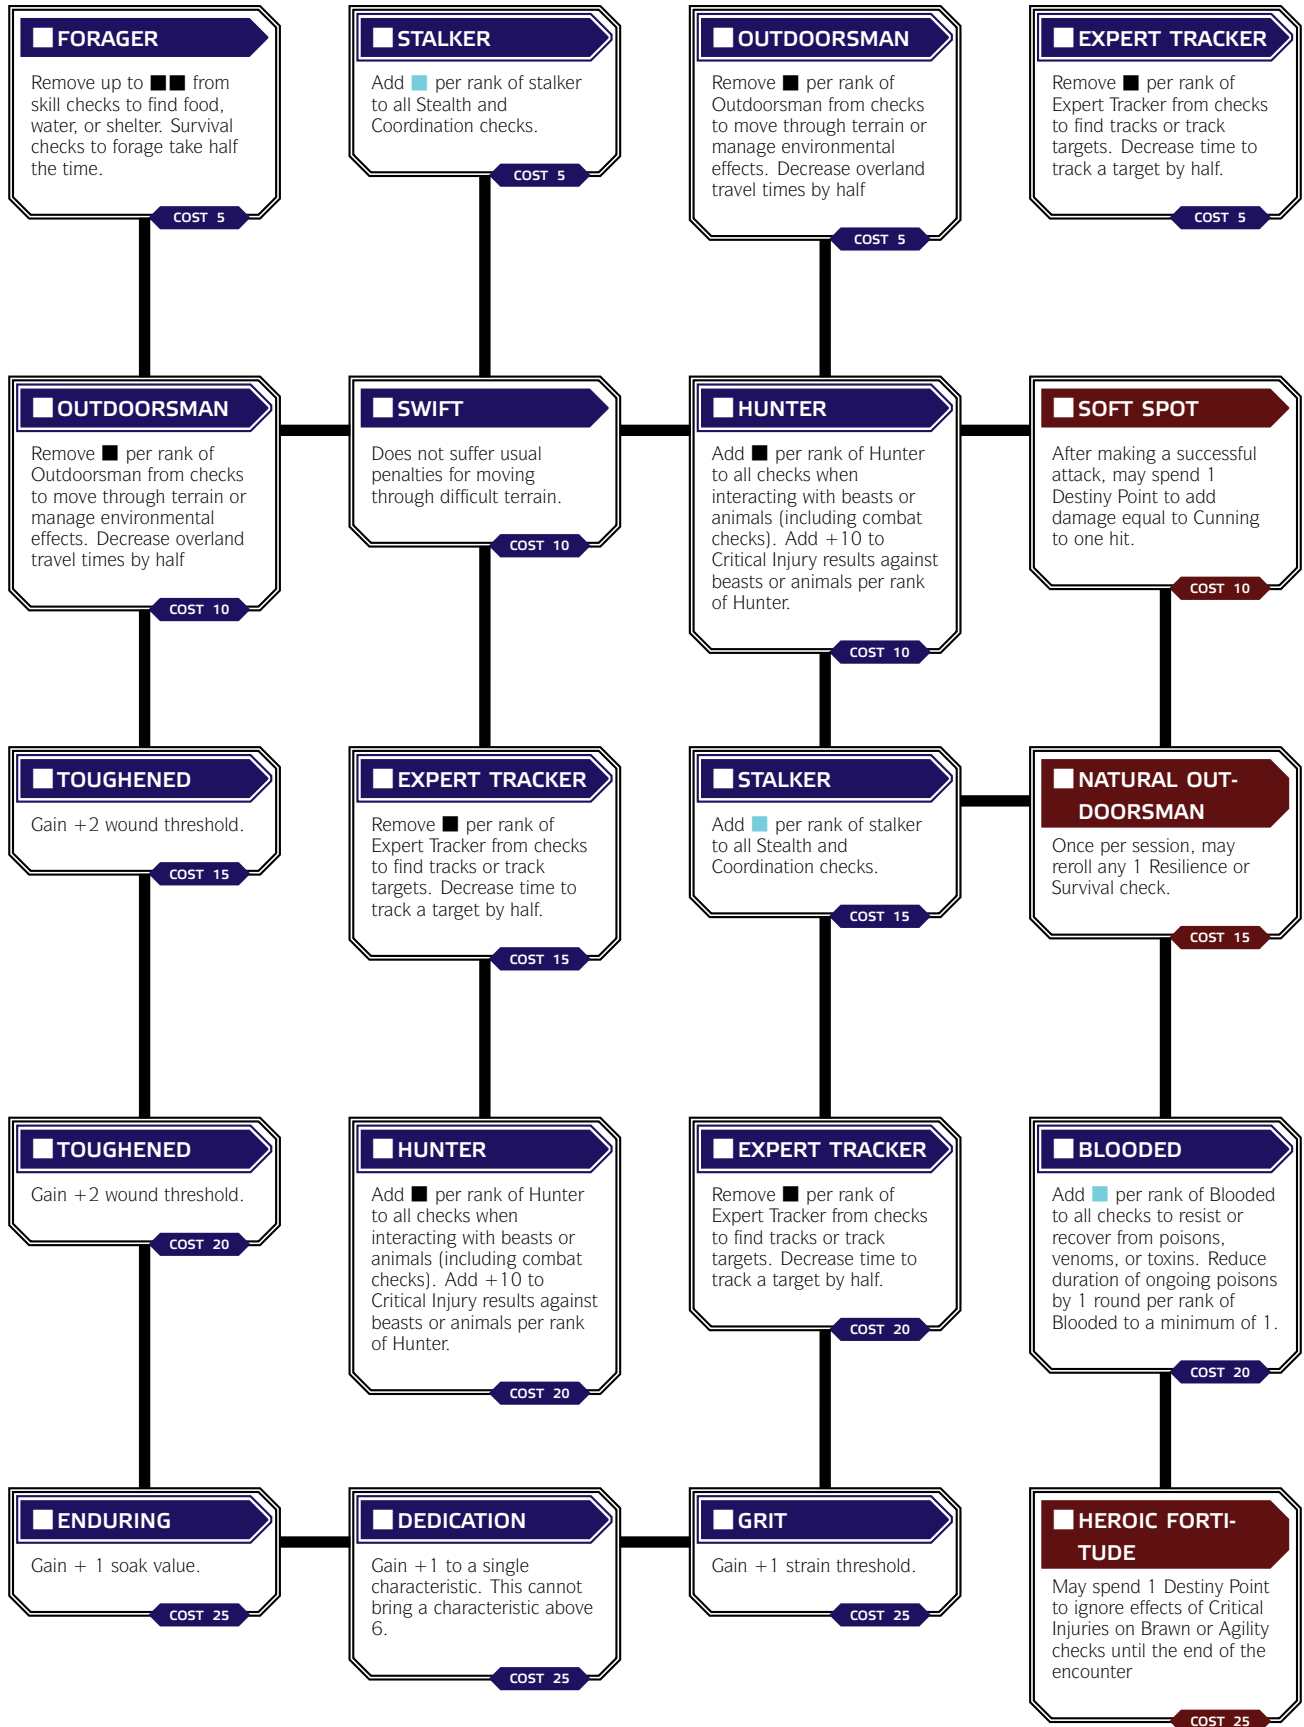 FORAGER
Remove up to from
skill checks to find food,
water, or shelter. Survival
checks to forage take half
the time.
COST 5
STALKER
Add per rank of stalker
to all Stealth and
Coordination checks.
COST 5
OUTDOORSMAN
Remove per rank of
Outdoorsman from checks
to move through terrain or
manage environmental
effects. Decrease overland
travel times by half
COST 5
EXPERT TRACKER
Remove per rank of
Expert Tracker from checks
to find tracks or track
targets. Decrease time to
track a target by half.
COST 5
OUTDOORSMAN
Remove per rank of
Outdoorsman from checks
to move through terrain or
manage environmental
effects. Decrease overland
travel times by half
COST 10
SWIFT
Does not suffer usual
penalties for moving
through difficult terrain.
COST 10
HUNTER
Add per rank of Hunter
to all checks when
interacting with beasts or
animals (including combat
checks). Add +10 to
Critical Injury results against
beasts or animals per rank
of Hunter.
COST 10
SOFT SPOT
After making a successful
attack, may spend 1
Destiny Point to add
damage equal to Cunning
to one hit.
COST 10
TOUGHENED
Gain +2 wound threshold.
COST 15
EXPERT TRACKER
Remove per rank of
Expert Tracker from checks
to find tracks or track
targets. Decrease time to
track a target by half.
COST 15
STALKER
Add per rank of stalker
to all Stealth and
Coordination checks.
COST 15
NATURAL OUT-
DOORSMAN
Once per session, may
reroll any 1 Resilience or
Survival check.
COST 15
TOUGHENED
Gain +2 wound threshold.
COST 20
HUNTER
Add per rank of Hunter
to all checks when
interacting with beasts or
animals (including combat
checks). Add +10 to
Critical Injury results against
beasts or animals per rank
of Hunter.
COST 20
EXPERT TRACKER
Remove per rank of
Expert Tracker from checks
to find tracks or track
targets. Decrease time to
track a target by half.
COST 20
BLOODED
Add per rank of Blooded
to all checks to resist or
recover from poisons,
venoms, or toxins. Reduce
duration of ongoing poisons
by 1 round per rank of
Blooded to a minimum of 1.
COST 20
ENDURING
Gain + 1 soak value.
COST 25
DEDICATION
Gain +1 to a single
characteristic. This cannot
bring a characteristic above
6.
COST 25
GRIT
Gain +1 strain threshold.
COST 25
HEROIC FORTI-
TUDE
May spend 1 Destiny Point
to ignore effects of Critical
Injuries on Brawn or Agility
checks until the end of the
encounter
COST 25